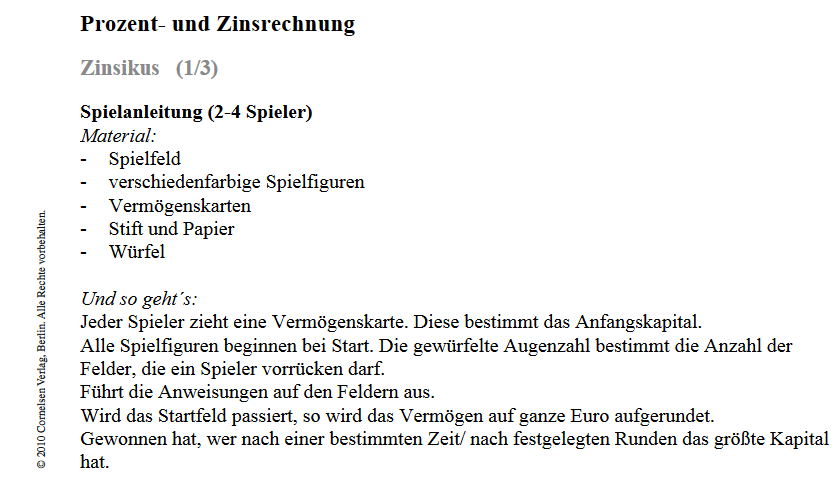 Prozent- und Zinsrechnung
Zinsikus (1/3)
Spielanleitung (2-4 Spieler)
Material:
- Spielfeld
- verschiedenfarbige Spielfiguren
- Vermögenskarten
- Stift und Papier
- Würfel
Und so geht´s:
Jeder Spieler zieht eine Vermögenskarte. Diese bestimmt das Anfangskapital.
Alle Spielfiguren beginnen bei Start. Die gewürfelte Augenzahl bestimmt die Anzahl der
Felder, die ein Spieler vorrücken darf.
Führt die Anweisungen auf den Feldern aus.
Wird das Startfeld passiert, so wird das Vermögen auf ganze Euro aufgerundet.
Gewonnen hat, wer nach einer bestimmten Zeit/ nach festgelegten Runden das größte Kapital
hat.
© 2010 Cornelsen Verlag, Berlin. Alle Rechte vorbehalten.